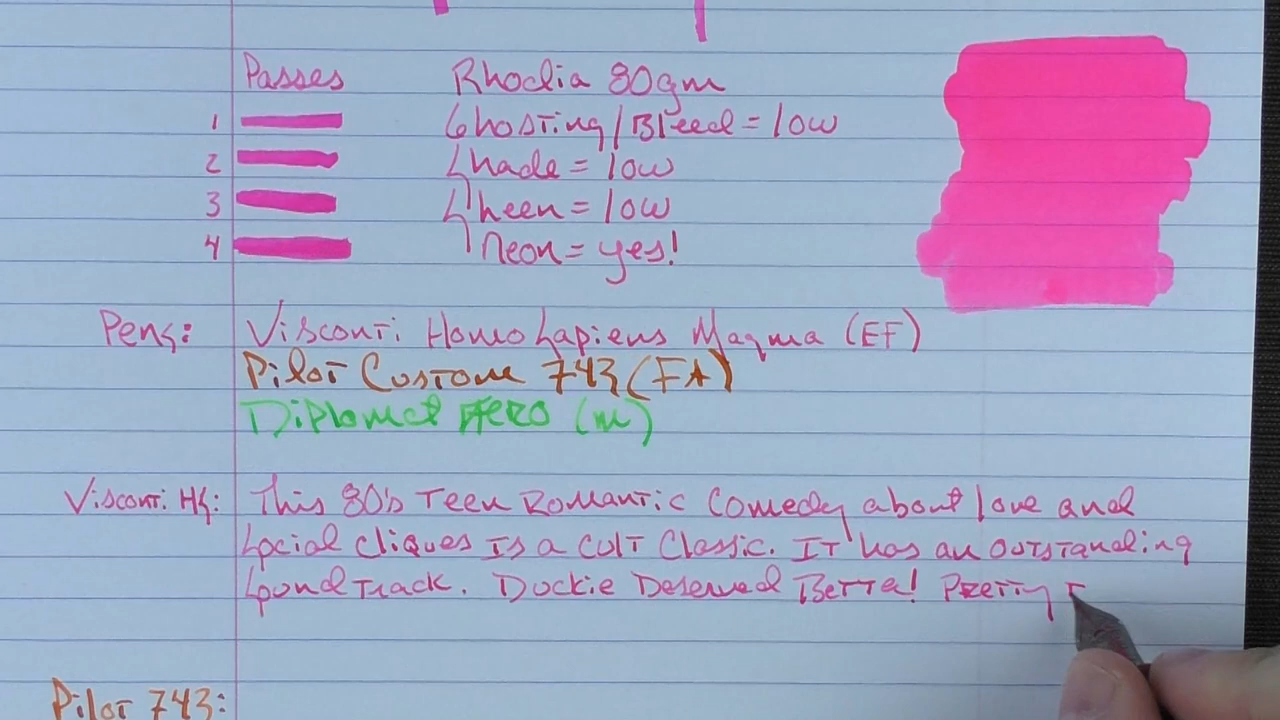 Passes Rhodia 80gm
1 Ghosting/Bleed = low
2 Shade = low
3 Sheen = low
4 Neon = yes!
Pens: Visconti Homo Sapiens Magma (EF)
Pilot Custom 743 (FA)
Diplomat Aero (m)
Visconti HS: This 80's Teen Romantic Comedy about love and
Social cliques Is a cult Classic. It has an outstanding
Soundtrack. Duckie Deserved Better! Pretty
Pilot 743: